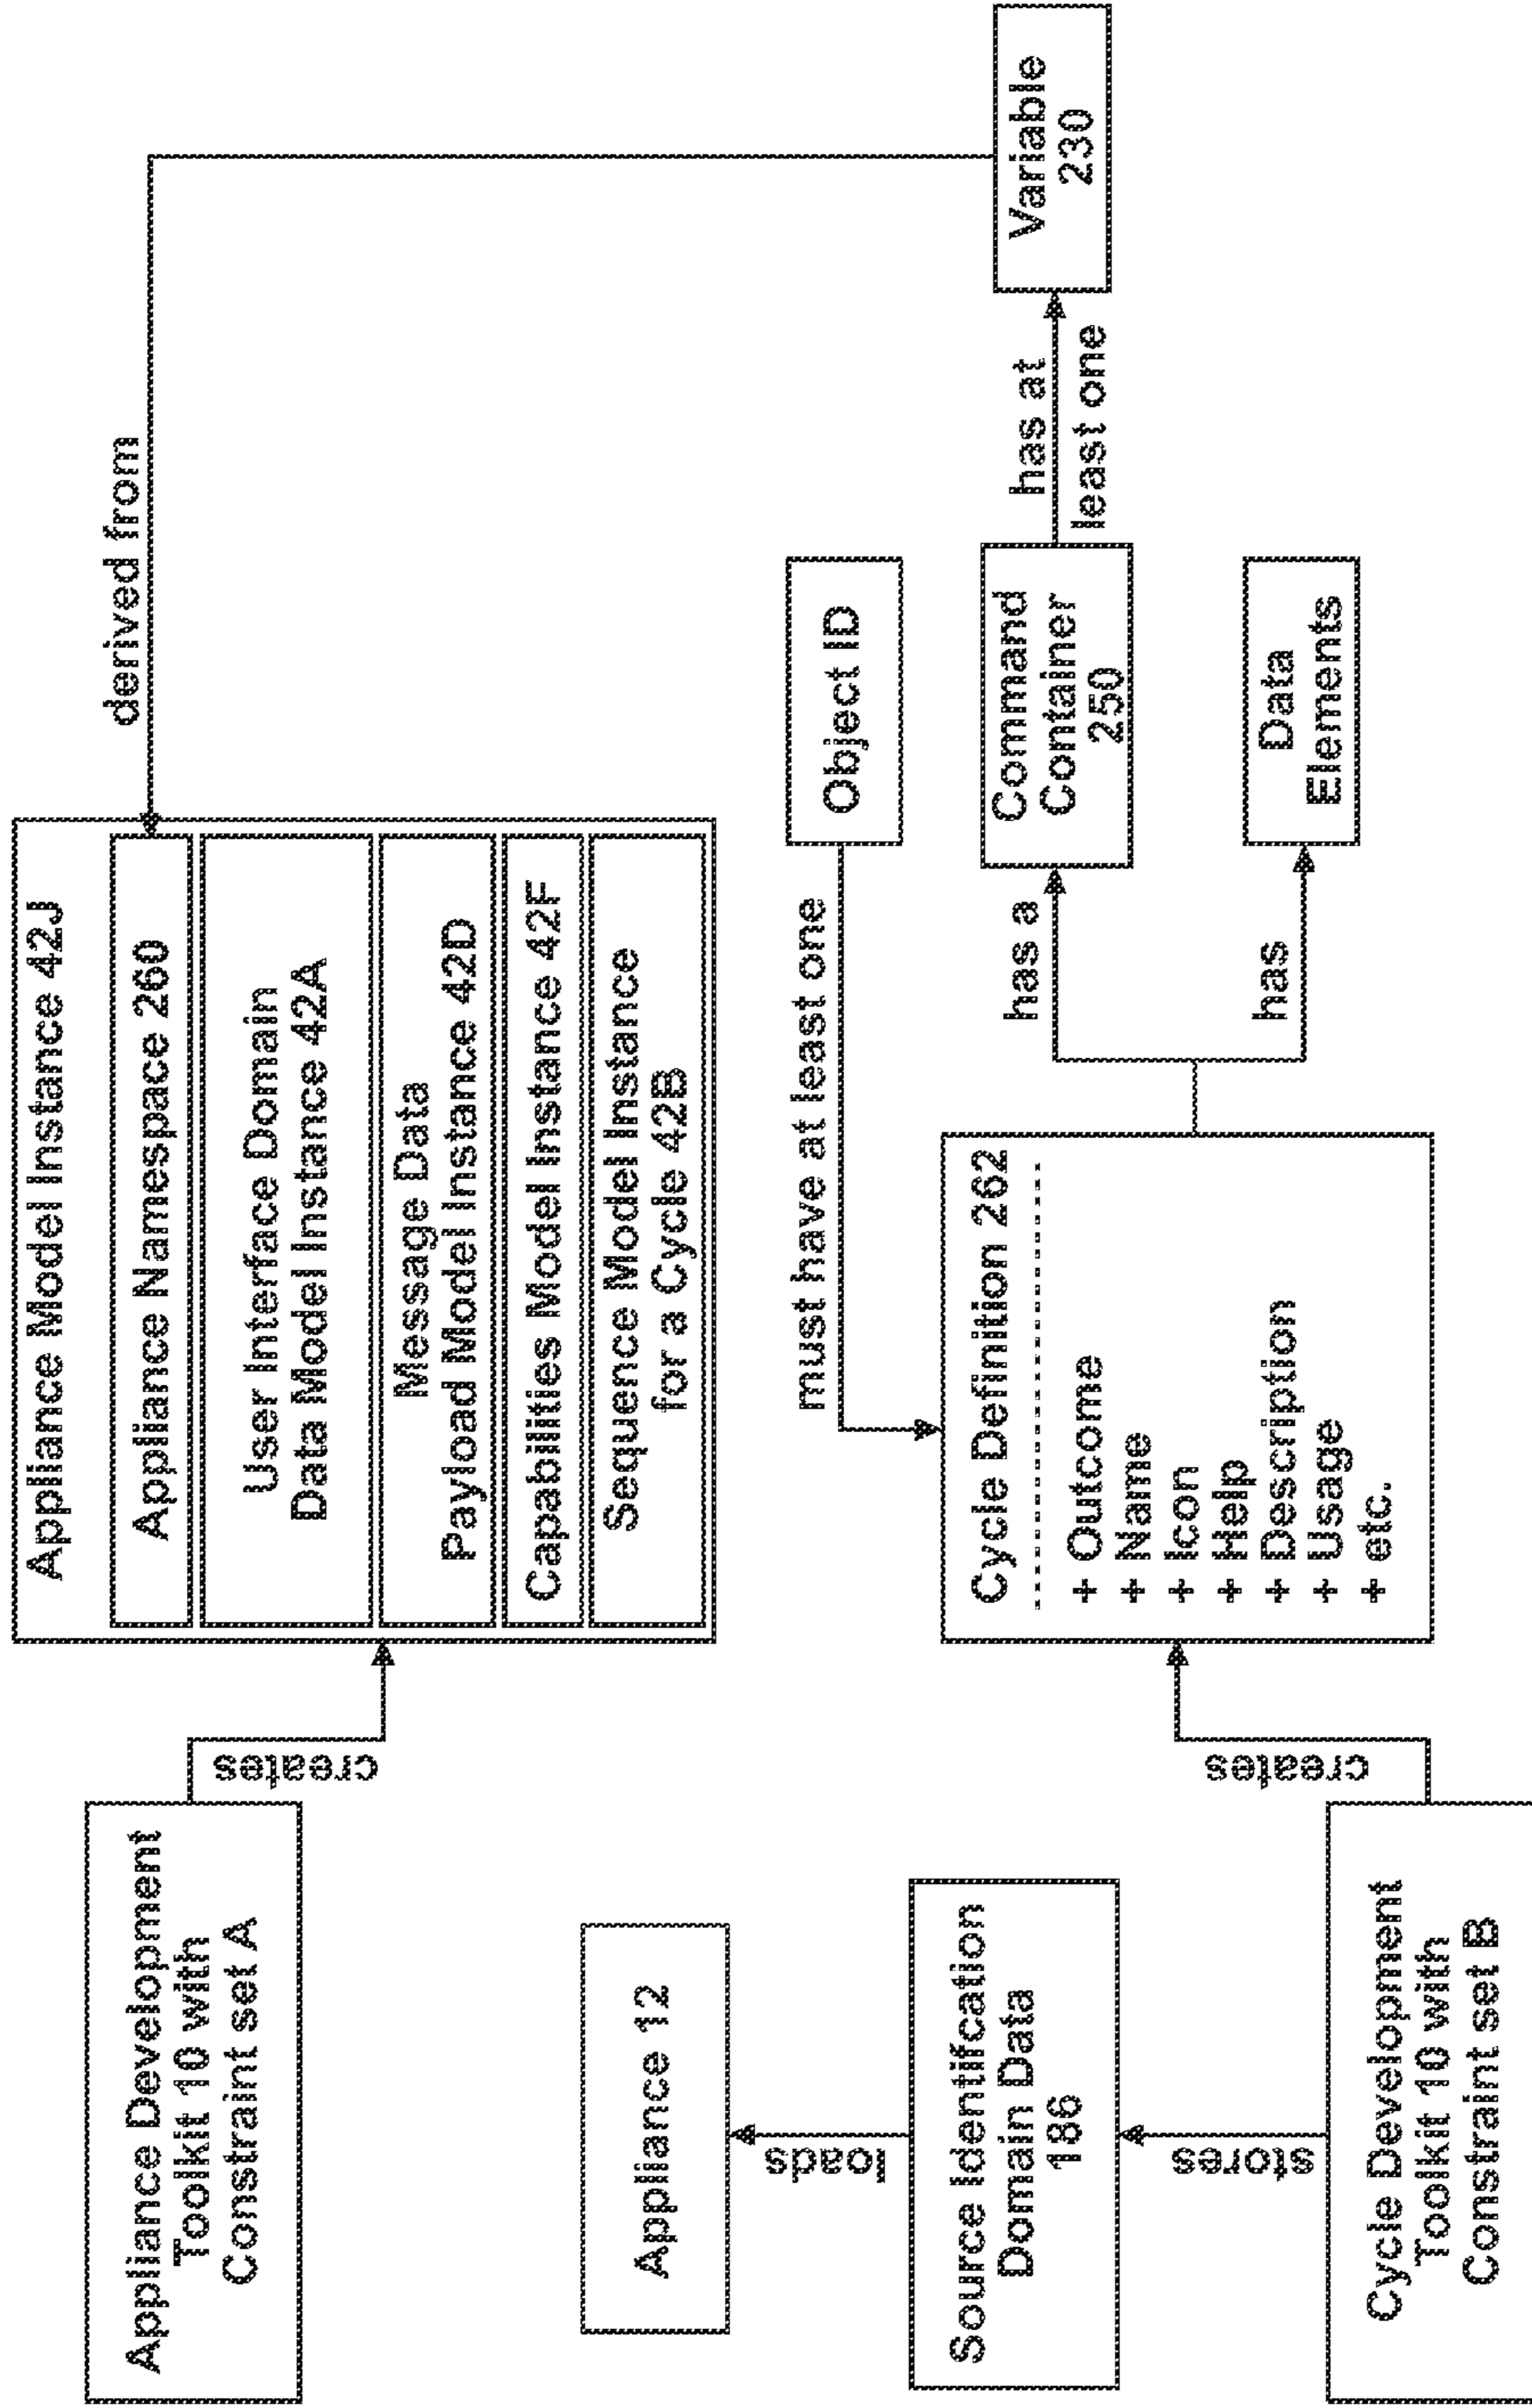 Appliance Development
Toolkit 10 with
Constraint set A
creates
Appliance Model Instance 42J
Appliance Namespace 260
User Interface Domain
Data Model Instance 42A
Message Data
Payload Model Instance 42D
Capabilities Model Instance 42F
Sequence Model Instance
for a Cycle 42B
derived from
Appliance 12
loads
Source Identifcation
Domain Data
186
stores
Cycle Development
Toolkit 10 with
Constraint set B
creates
must have at least one
Object ID
Cycle Definition 262
+ Outcome
+ Name
+ Icon
+ Help
+ Description
+ Usage
+ etc.
has a
Command
Container
250
has at
least one
Variable
230
has
Data
Elements